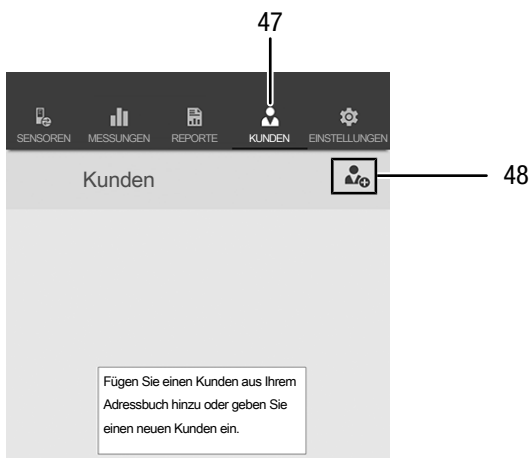 47
SENSOREN MESSUNGEN REPORTE KUNDEN EINSTELLUNGEN
Kunden
48
Fügen Sie einen Kunden aus Ihrem
Adressbuch hinzu oder geben Sie
einen neuen Kunden ein.